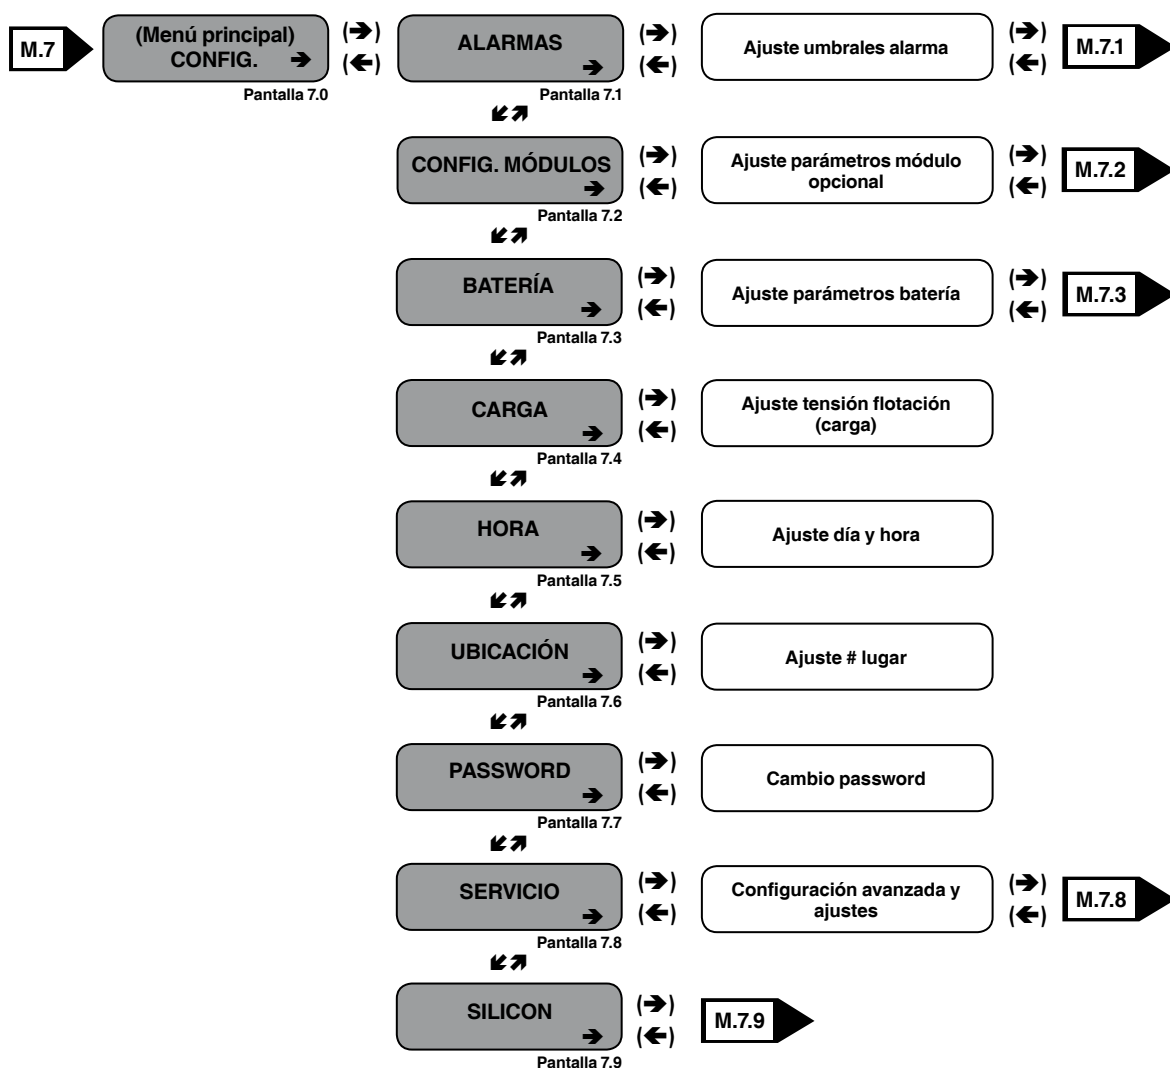 M.7
(Menú principal)
CONFIG. ➔
(➔)
(←)
Pantalla 7.0
ALARMAS
➔
(➔)
(←)
Pantalla 7.1
Ajuste umbrales alarma
(➔)
(←)
M.7.1
↙↗
CONFIG. MÓDULOS
➔
(➔)
(←)
Pantalla 7.2
Ajuste parámetros módulo
opcional
(➔)
(←)
M.7.2
↙↗
BATERÍA
➔
(➔)
(←)
Pantalla 7.3
Ajuste parámetros batería
(➔)
(←)
M.7.3
↙↗
CARGA
➔
(➔)
(←)
Pantalla 7.4
Ajuste tensión flotación
(carga)
↙↗
HORA
➔
(➔)
(←)
Pantalla 7.5
Ajuste día y hora
↙↗
UBICACIÓN
➔
(➔)
(←)
Pantalla 7.6
Ajuste # lugar
↙↗
PASSWORD
➔
(➔)
(←)
Pantalla 7.7
Cambio password
↙↗
SERVICIO
➔
(➔)
(←)
Pantalla 7.8
Configuración avanzada y
ajustes
(➔)
(←)
M.7.8
↙↗
SILICON
➔
(➔)
(←)
Pantalla 7.9
M.7.9